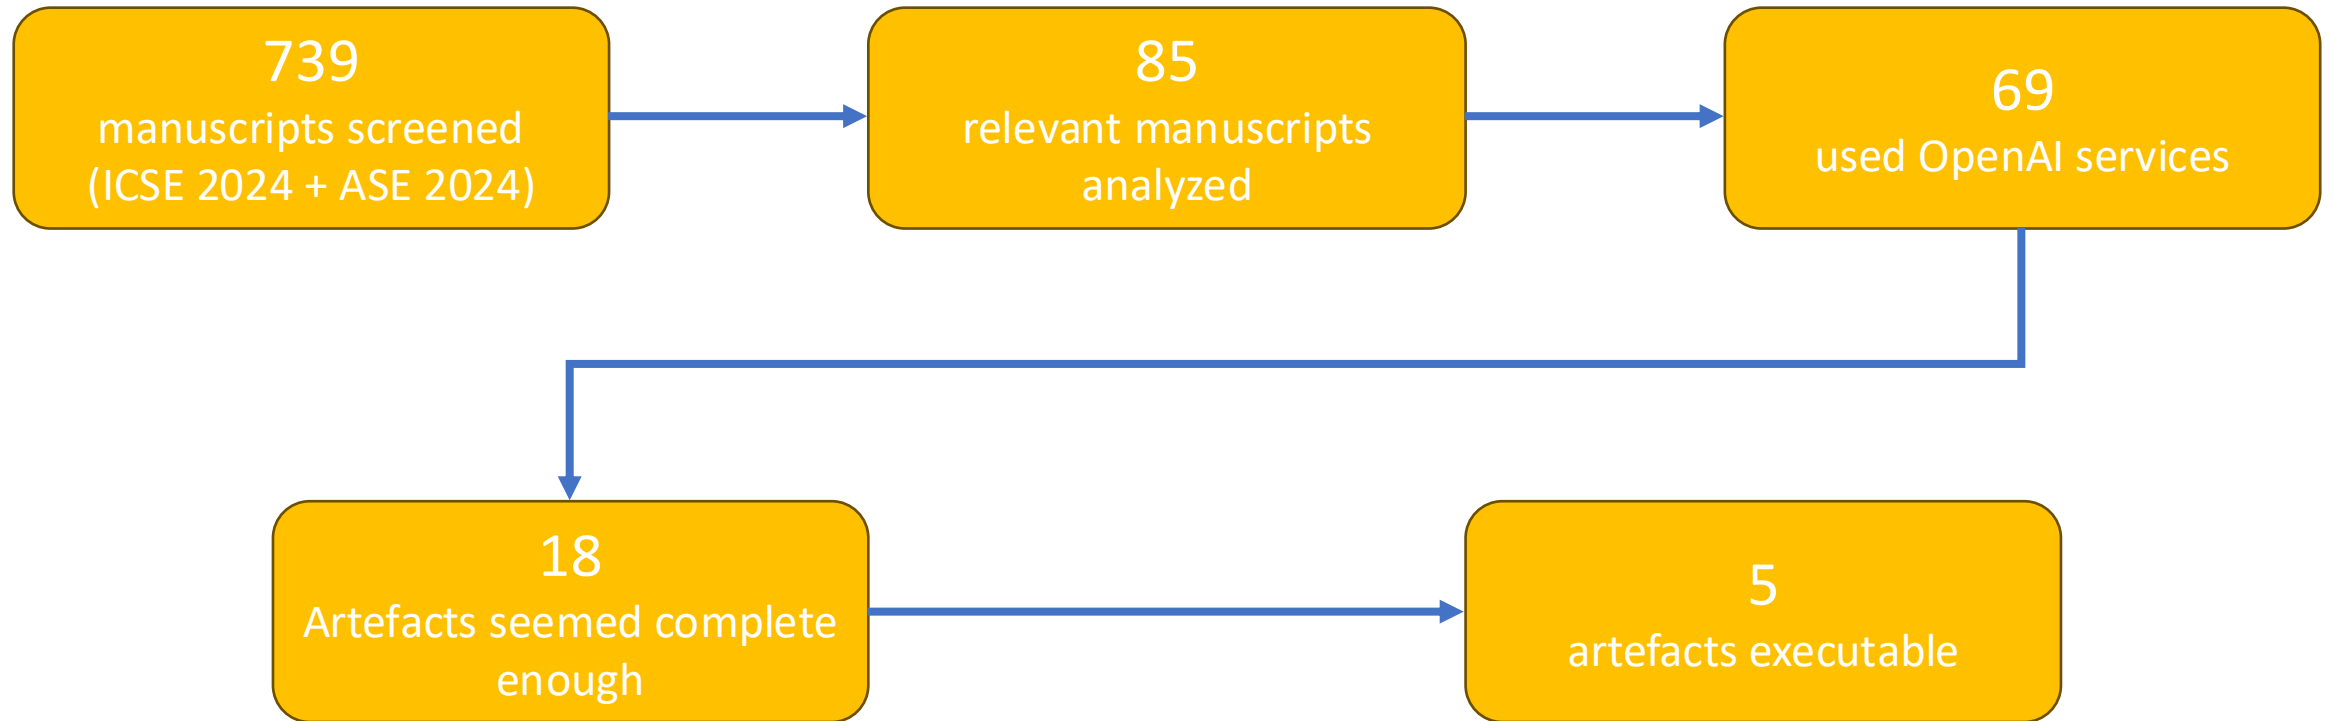 739
manuscripts screened
(ICSE 2024 + ASE 2024)
85
relevant manuscripts
analyzed
69
used OpenAI services
18
Artefacts seemed complete
enough
5
artefacts executable